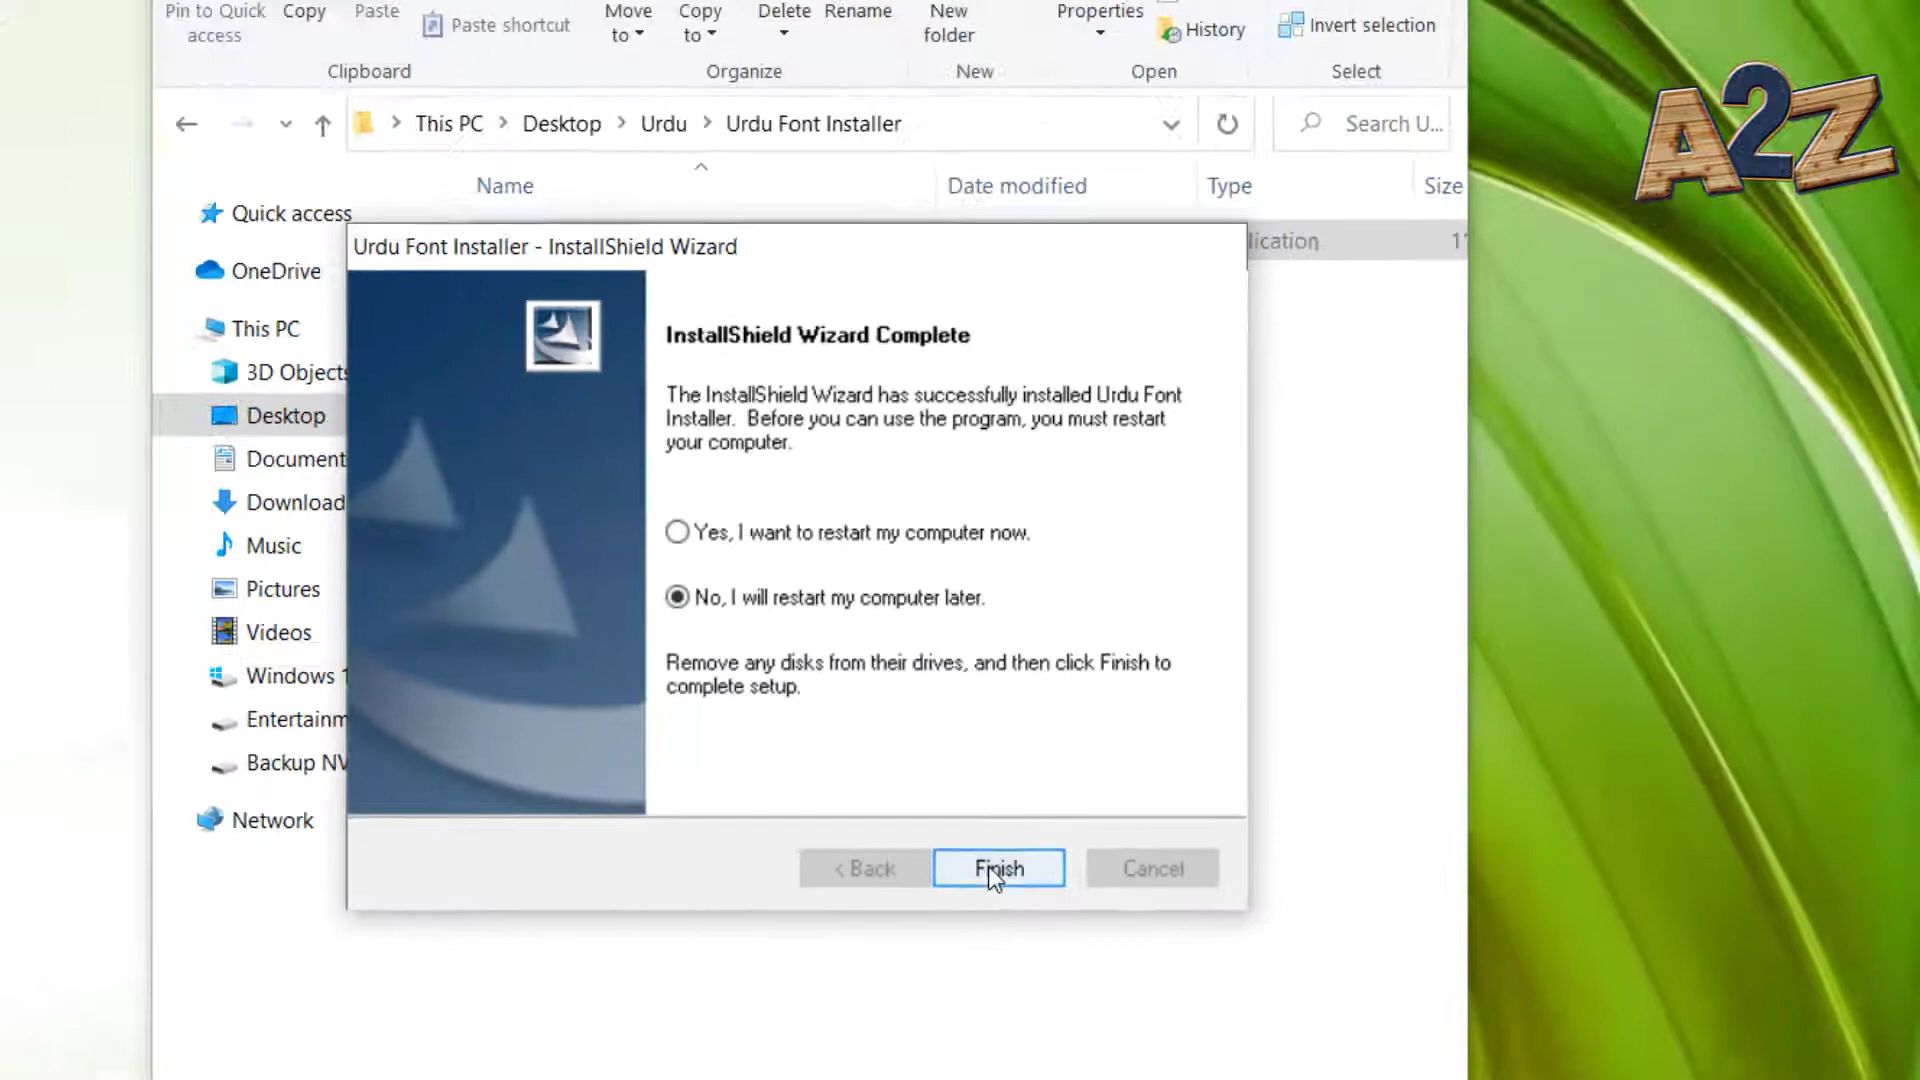 Pin to Quick access
Copy
Paste
Paste shortcut
Move to
Copy to
Delete
Rename
New folder
Properties
History
Invert selection
Clipboard
Organize
New
Open
Select
This PC > Desktop > Urdu > Urdu Font Installer
Search U...
Name
Date modified
Type
Size
Quick access
OneDrive
This PC
3D Objects
Desktop
Document
Download
Music
Pictures
Videos
Windows 1
Entertainm
Backup NV
Network
lication
Urdu Font Installer - InstallShield Wizard
InstallShield Wizard Complete
The InstallShield Wizard has successfully installed Urdu Font
Installer. Before you can use the program, you must restart
your computer.
Yes, I want to restart my computer now.
No, I will restart my computer later.
Remove any disks from their drives, and then click Finish to
complete setup.
< Back
Finish
Cancel
A2Z